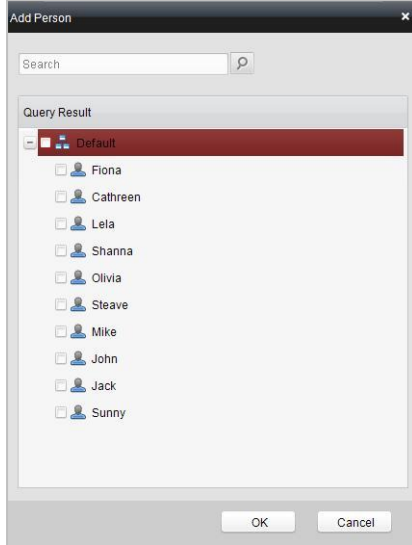 Add Person
Search
Query Result
Default
Fiona
Cathreen
Lela
Shanna
Olivia
Steave
Mike
John
Jack
Sunny
OK Cancel